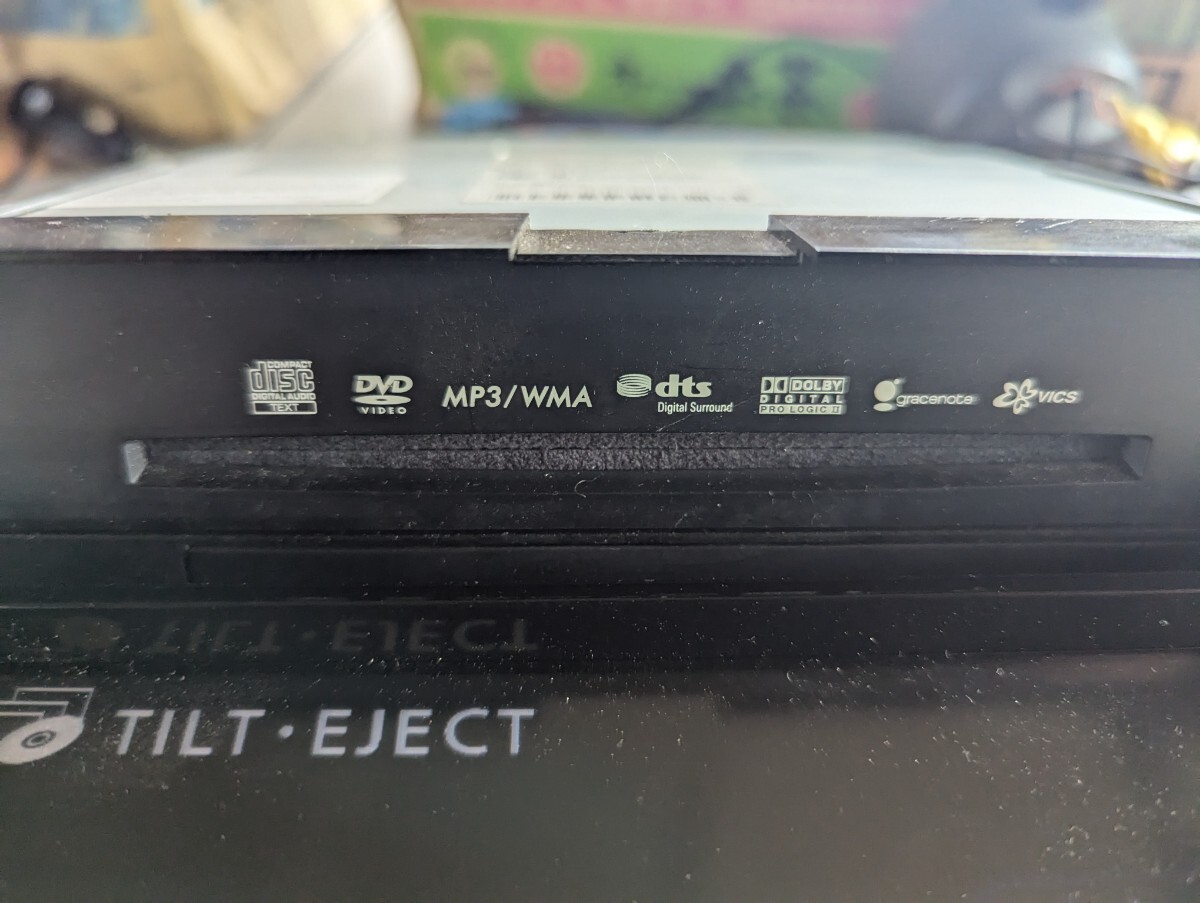 COMPACT
disc
DIGITAL AUDIO
TEXT
DVD
VIDEO
MP3/WMA
dts
Digital Surround
DOLBY
DIGITAL
PRO LOGIC II
gracenote
VICS
TILT・EJECT